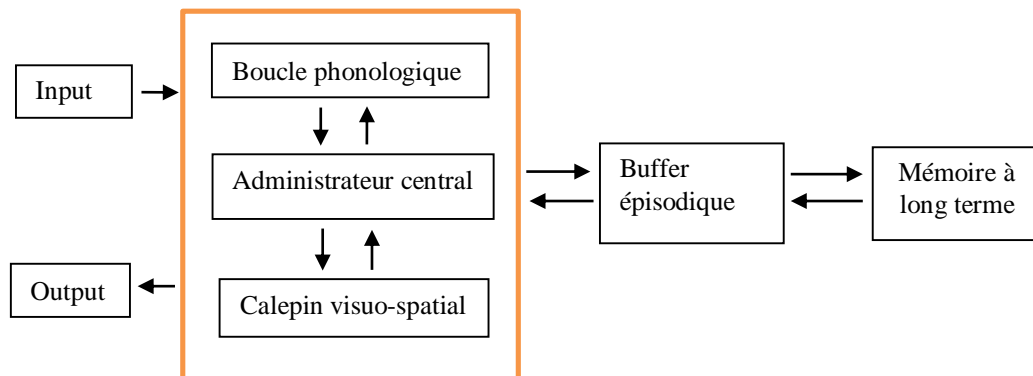 Input
Boucle phonologique
Administrateur central
Calepin visuo-spatial
Output
Buffer
épisodique
Mémoire à
long terme